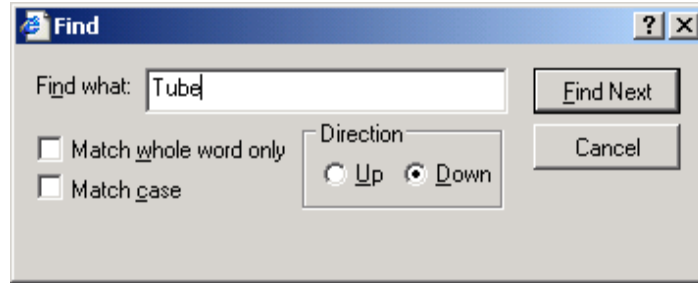 Find
Find what: Tube
Find Next
Match whole word only
Direction
Cancel
Up Down
Match case